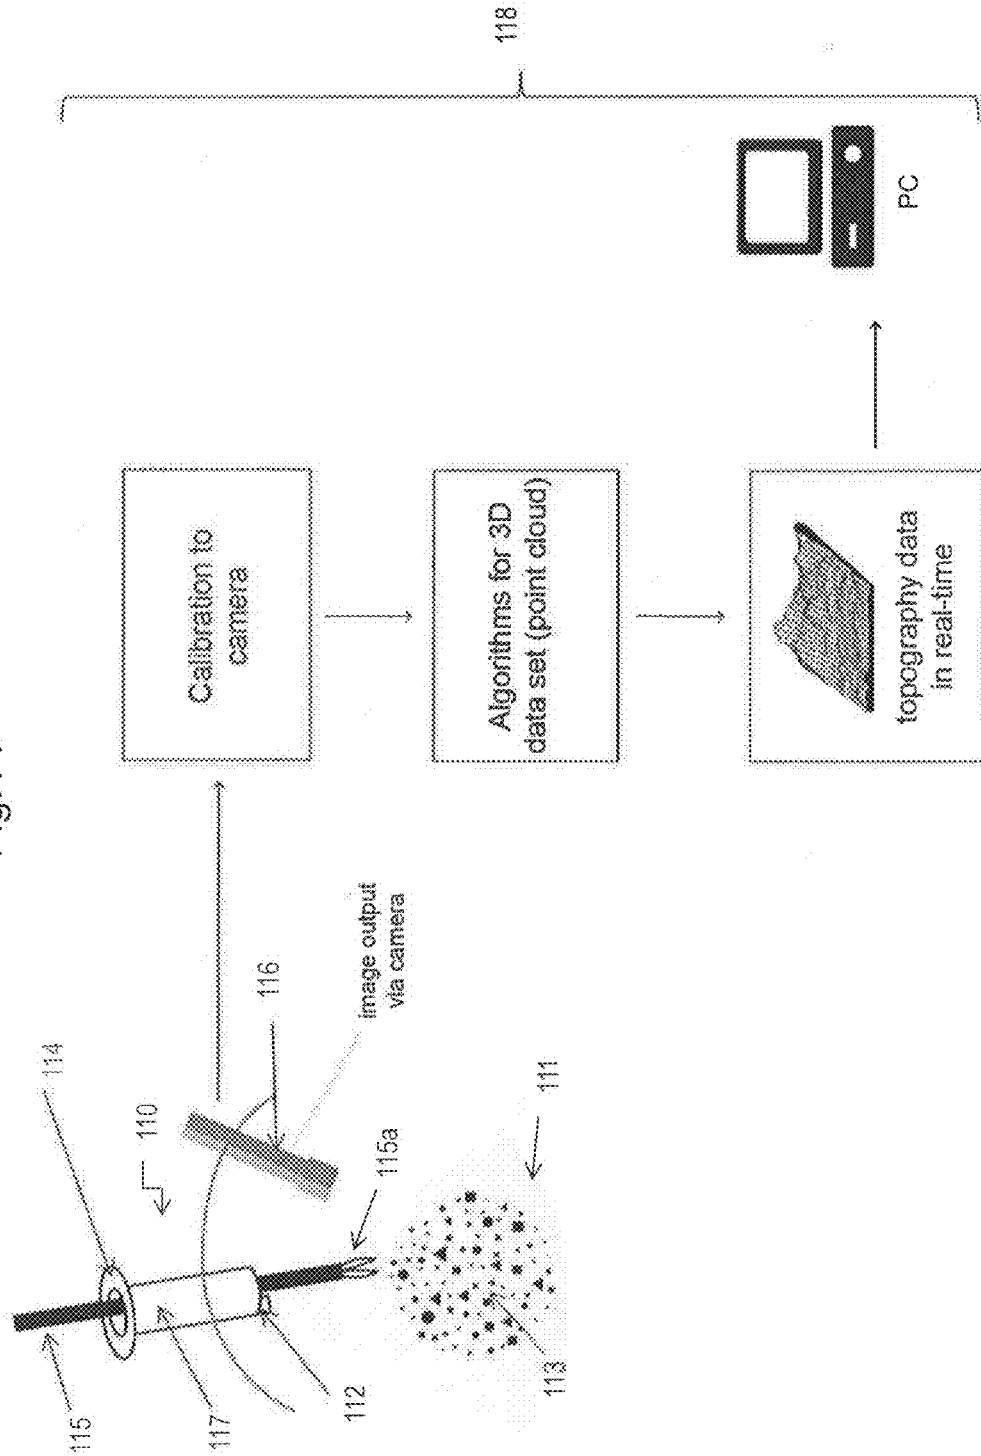 115
114
117
110
112
116
115a
113
111
image output
via camera
Calibration to
camera
Algorithms for 3D
data set (point cloud)
topography data
in real-time
PC
118